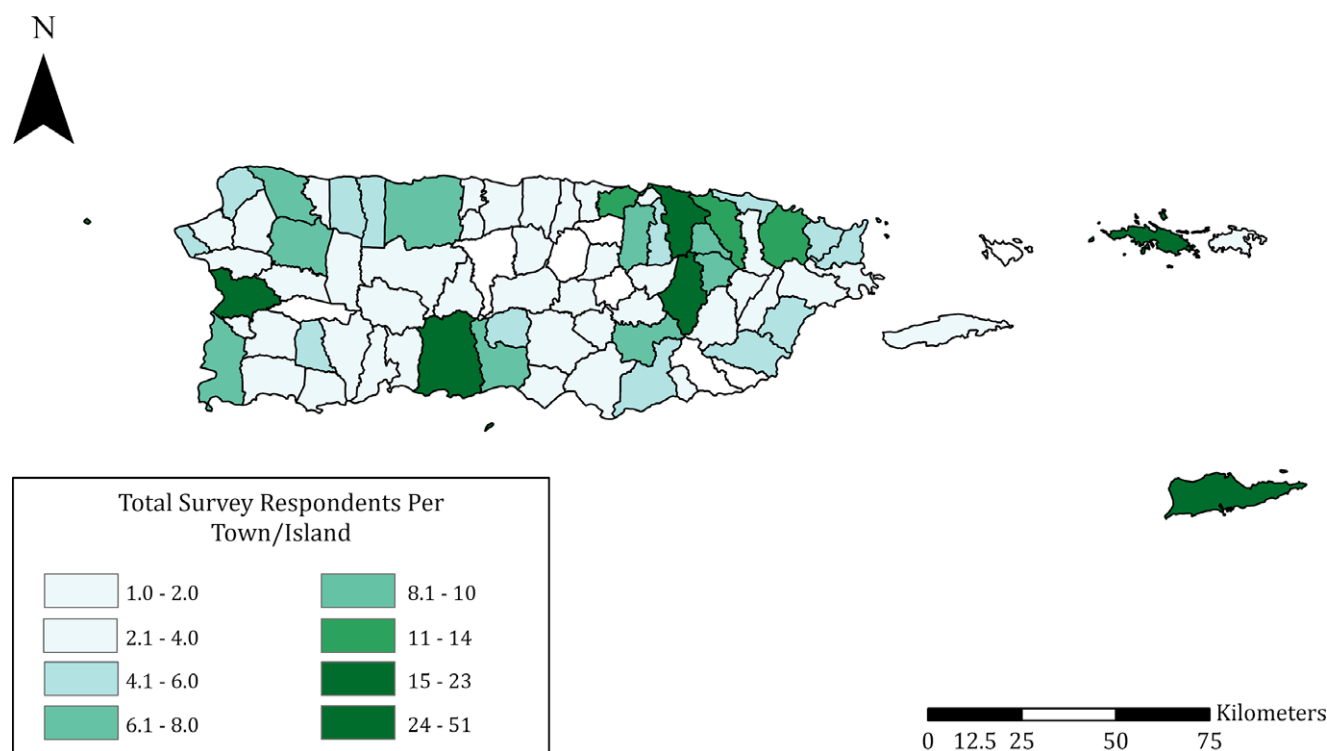 N
Total Survey Respondents Per
Town/Island
1.0 - 2.0
2.1 - 4.0
4.1 - 6.0
6.1 - 8.0
8.1 - 10
11 - 14
15 - 23
24 - 51
Kilometers
0 12.5 25 50 75